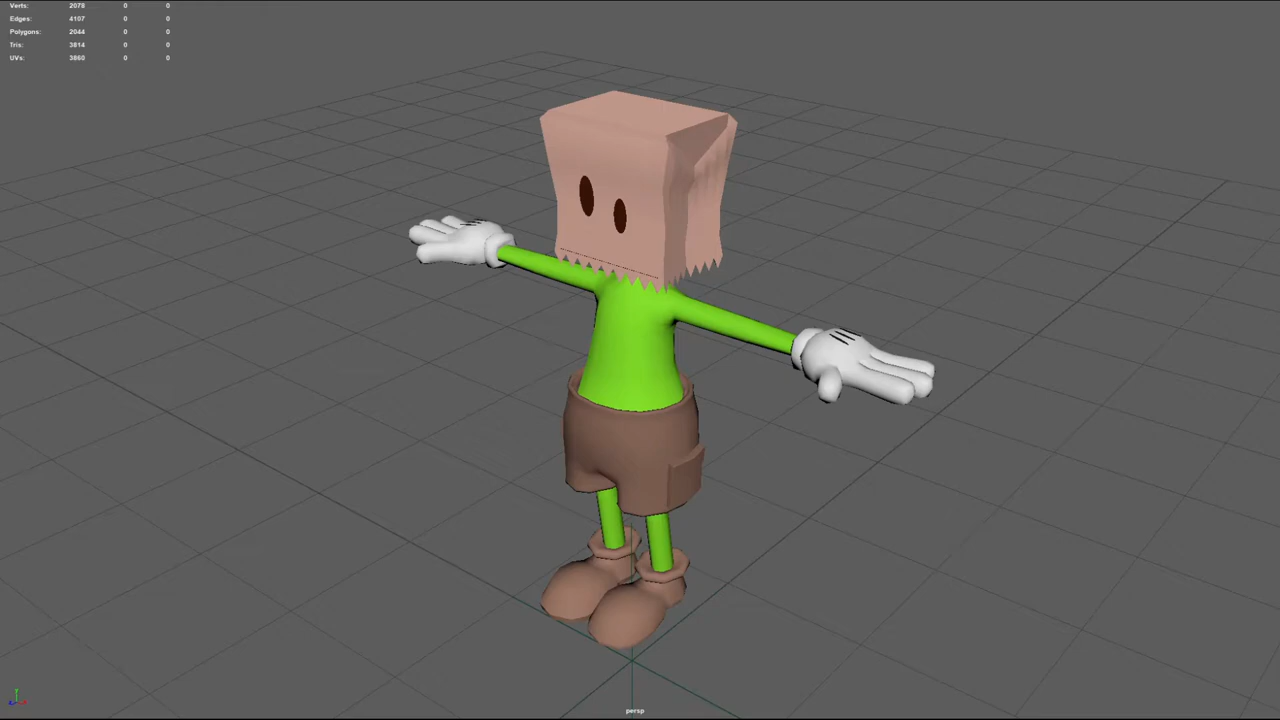 Verts: 2078 0 0
Edges: 4107 0 0
Polygons: 2044 0 0
Tris: 3814 0 0
UVs: 3860 0 0
persp